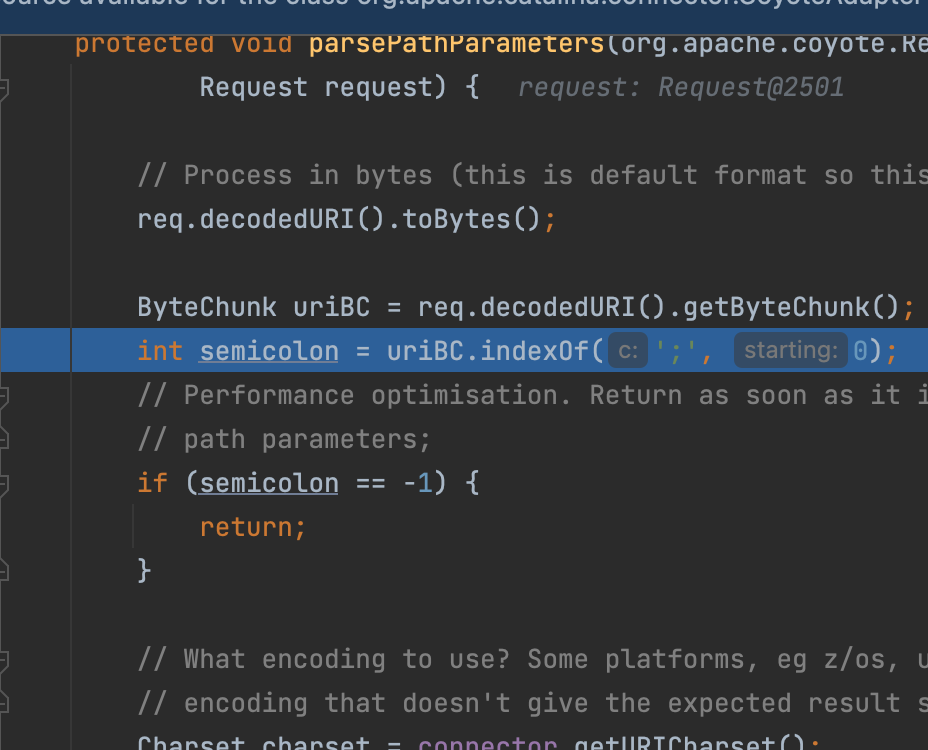 source available for the class org.apache.catalina.connector.CoyoteAdapter
protected void parsePathParameters(org.apache.coyote.Re
Request request) { request: Request@2501
// Process in bytes (this is default format so this
req.decodedURI().toBytes();
ByteChunk uriBC = req.decodedURI().getByteChunk();
int semicolon = uriBC.indexOf( c: ';', starting: 0);
// Performance optimisation. Return as soon as it i
// path parameters;
if (semicolon == -1) {
return;
}
// What encoding to use? Some platforms, eg z/os, u
// encoding that doesn't give the expected result s
Charset charset = connector.getURICharset();